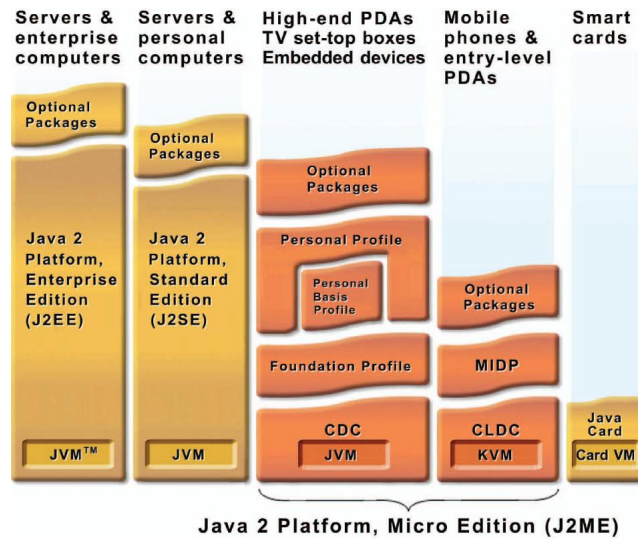 Servers &
enterprise
computers
Servers &
personal
computers
High-end PDAs
TV set-top boxes
Embedded devices
Mobile
phones &
entry-level
PDAs
Smart
cards
Optional
Packages
Java 2
Platform,
Enterprise
Edition
(J2EE)
JVM™
Optional
Packages
Java 2
Platform,
Standard
Edition
(J2SE)
JVM
Optional
Packages
Personal Profile
Personal
Basis
Profile
Foundation Profile
CDC
JVM
Optional
Packages
MIDP
CLDC
KVM
Java
Card
Card VM
Java 2 Platform, Micro Edition (J2ME)